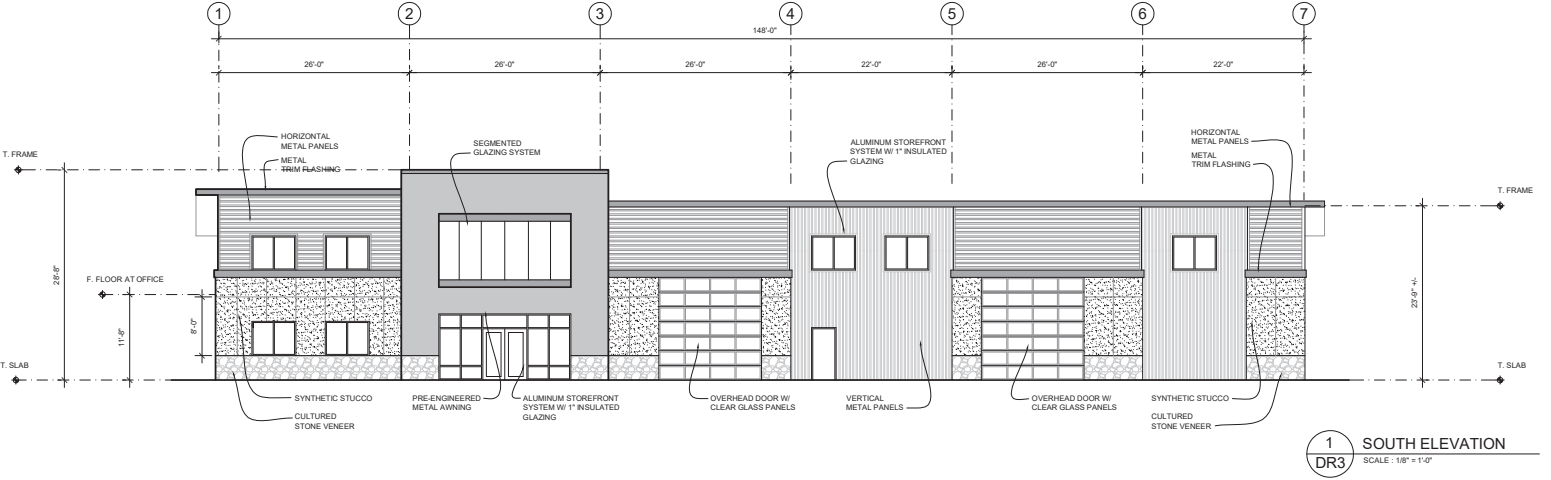 1
2
3
4
5
6
7
148'-0"
26'-0"
26'-0"
26'-0"
22'-0"
26'-0"
22'-0"
HORIZONTAL
METAL PANELS
METAL
TRIM FLASHING
SEGMENTED
GLAZING SYSTEM
ALUMINUM STOREFRONT
SYSTEM W/ 1" INSULATED
GLAZING
HORIZONTAL
METAL PANELS
METAL
TRIM FLASHING
T. FRAME
T. FRAME
F. FLOOR AT OFFICE
28'-8"
11'-8"
8'-0"
23'-9" +/-
T. SLAB
T. SLAB
SYNTHETIC STUCCO
CULTURED
STONE VENEER
PRE-ENGINEERED
METAL AWNING
ALUMINUM STOREFRONT
SYSTEM W/ 1" INSULATED
GLAZING
OVERHEAD DOOR W/
CLEAR GLASS PANELS
VERTICAL
METAL PANELS
OVERHEAD DOOR W/
CLEAR GLASS PANELS
SYNTHETIC STUCCO
CULTURED
STONE VENEER
1
DR3
SOUTH ELEVATION
SCALE : 1/8" = 1'-0"